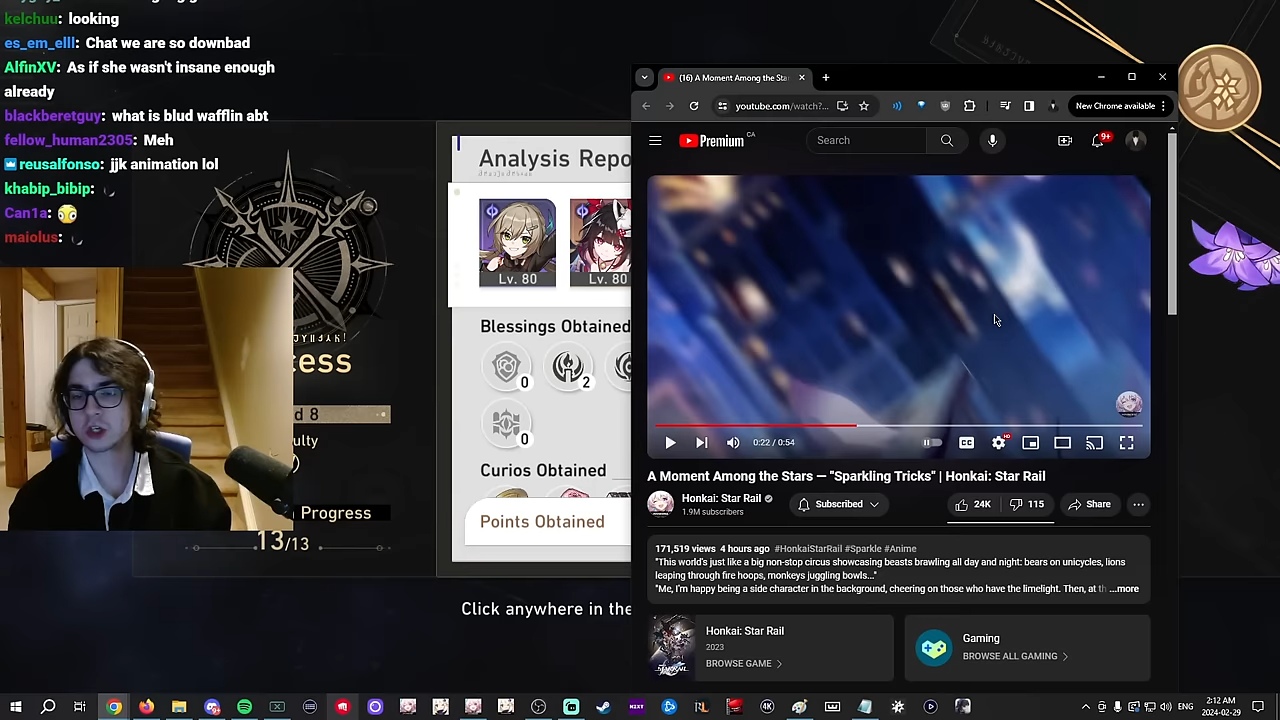 kelchuu: looking
es_em_elll: Chat we are so downbad
AlfinXV: As if she wasn't insane enough
already
blackberetguy: what is blud wafflin abt
fellow_human2305: Meh
reusalfonso: jjk animation lol
khabip_bibip:
Can1a:
maiolus:
cess
d 8
ulty
Progress
13/13
Analysis Repo
Lv. 80
Lv. 80
Blessings Obtained
0
2
0
Curios Obtained
Points Obtained
Click anywhere in the
(16) A Moment Among the Sta
youtube.com/watch?...
New Chrome available
Premium CA
Search
9+
0:22 / 0:54
CC
HD
A Moment Among the Stars — "Sparkling Tricks" | Honkai: Star Rail
Honkai: Star Rail
1.9M subscribers
Subscribed
24K
115
Share
171,519 views 4 hours ago #HonkaiStarRail #Sparkle #Anime
"This world's just like a big non-stop circus showcasing beasts brawling all day and night: bears on unicycles, lions
leaping through fire hoops, monkeys juggling bowls..."
"Me, I'm happy being a side character in the background, cheering on those who have the limelight. Then, at th ...more
Honkai: Star Rail
2023
BROWSE GAME
Gaming
BROWSE ALL GAMING
4K
ENG
2:12 AM
2024-02-29